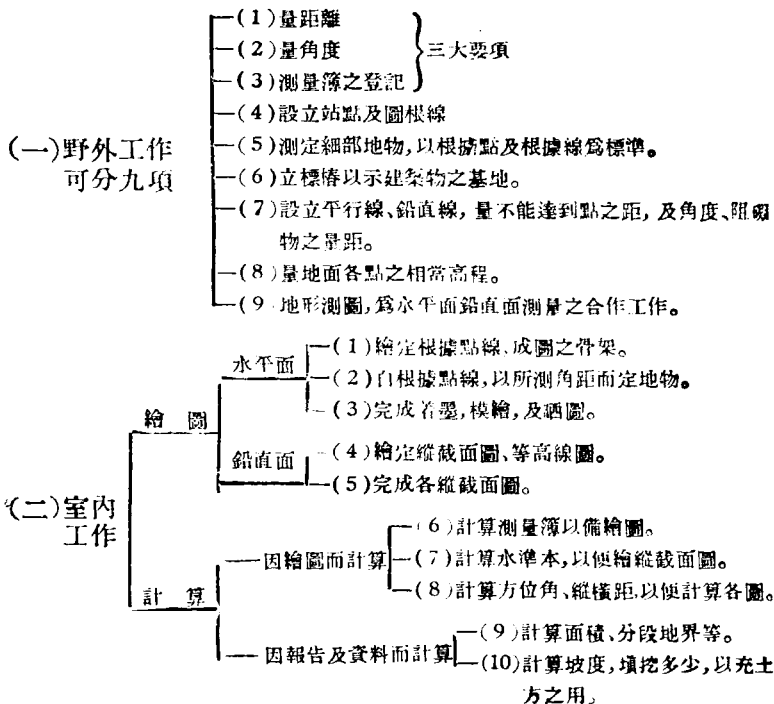 (1)量距離
(2)量角度
三大要項
(3)測量簿之登記
(4)設立站點及圖根線
(一)野外工作
可分九項
(5)測定細部地物,以根據點及根據線爲標準。
(6)立標樁以示建築物之基地。
(7)設立平行線、鉛直線,量不能達到點之距,及角度、阻礙
物之量距。
(8)量地面各點之相當高程。
(9 地形測圖,爲水平面鉛直面測量之合作工作。
(二)室內
工作
繪圖
水平面
(1)繪定根據點線、成圖之骨架。
(2)自根據點線,以所測角距而定地物。
(3)完成着墨,模繪,及晒圖。
鉛直面
(4)繪定縱截面圖、等高線圖。
(5)完成各縱截面圖。
計算
因繪圖而計算
(6)計算測量簿以備繪圖。
(7)計算水準本,以便繪縱截面圖。
(8)計算方位角、縱橫距,以便計算各圖。
因報告及資料而計算
(9)計算面積、分段地界等。
(10)計算坡度,填挖多少,以充土
方之用。